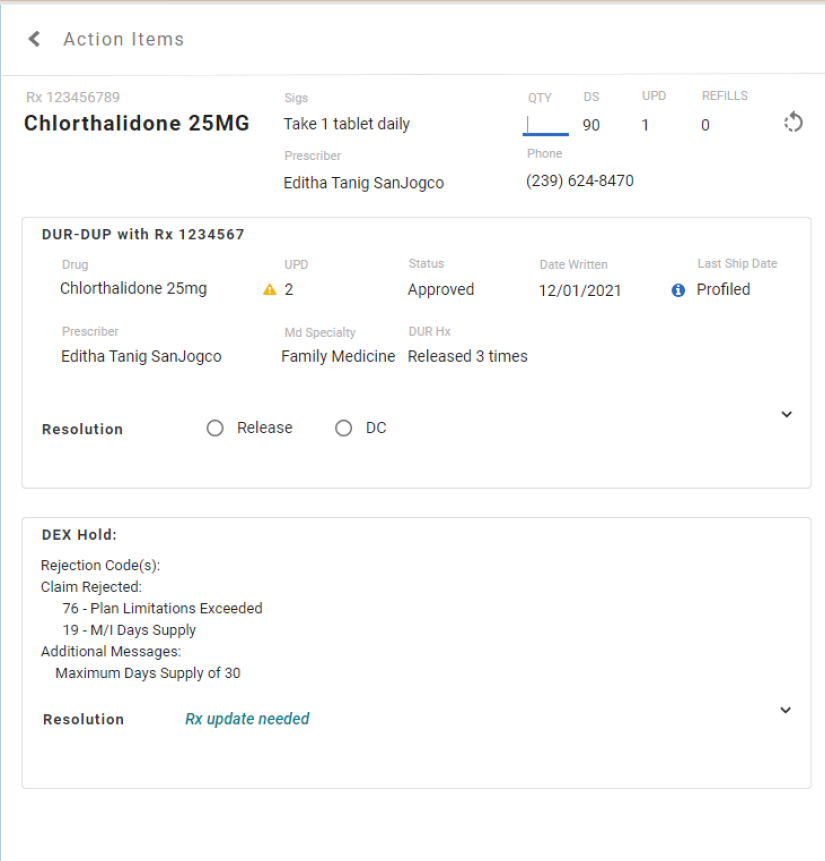 Action Items
Rx 123456789
Chlorthalidone 25MG
Sigs
Take 1 tablet daily
QTY DS UPD REFILLS
90 1 0
Prescriber
Editha Tanig SanJogco
Phone
(239) 624-8470
DUR-DUP with Rx 1234567
Drug UPD Status Date Written Last Ship Date
Chlorthalidone 25mg 2 Approved 12/01/2021 Profiled
Prescriber Md Specialty DUR Hx
Editha Tanig SanJogco Family Medicine Released 3 times
Resolution Release DC
DEX Hold:
Rejection Code(s):
Claim Rejected:
76 - Plan Limitations Exceeded
19 - M/I Days Supply
Additional Messages:
Maximum Days Supply of 30
Resolution Rx update needed